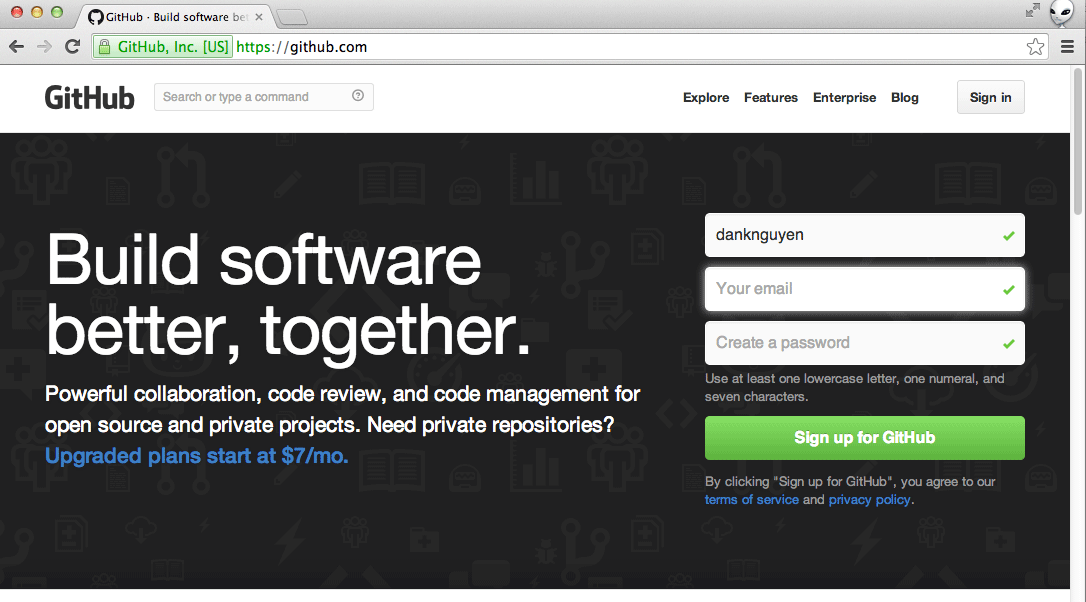 GitHub · Build software bet
GitHub, Inc. [US] https://github.com
GitHub
Search or type a command
Explore Features Enterprise Blog Sign in
Build software
better, together.
Powerful collaboration, code review, and code management for
open source and private projects. Need private repositories?
Upgraded plans start at $7/mo.
danknguyen
Your email
Create a password
Use at least one lowercase letter, one numeral, and
seven characters.
Sign up for GitHub
By clicking "Sign up for GitHub", you agree to our
terms of service and privacy policy.